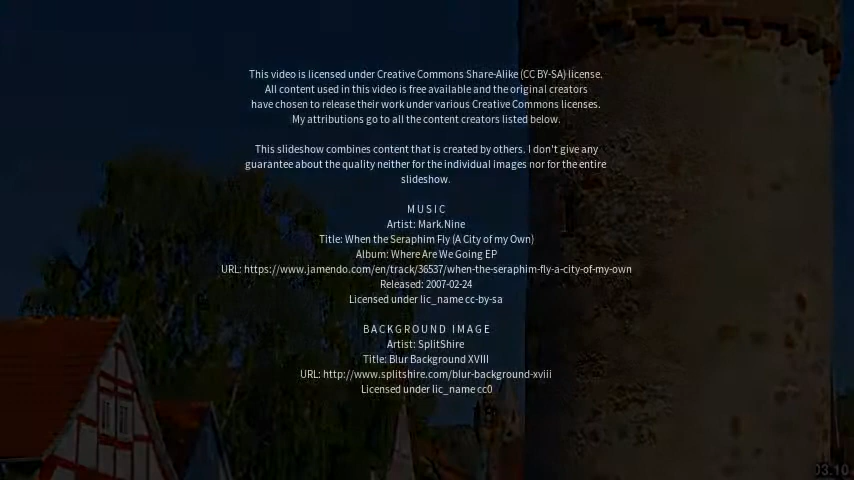 This video is licensed under Creative Commons Share-Alike (CC BY-SA) license.
All content used in this video is free available and the original creators
have chosen to release their work under various Creative Commons licenses.
My attributions go to all the content creators listed below.
This slideshow combines content that is created by others. I don't give any
guarantee about the quality neither for the individual images nor for the entire
slideshow.
MUSIC
Artist: Mark.Nine
Title: When the Seraphim Fly (A City of my Own)
Album: Where Are We Going EP
URL: https://www.jamendo.com/en/track/36537/when-the-seraphim-fly-a-city-of-my-own
Released: 2007-02-24
Licensed under lic_name cc-by-sa
BACKGROUND IMAGE
Artist: SplitShire
Title: Blur Background XVIII
URL: http://www.splitshire.com/blur-background-xviii
Licensed under lic_name cc0
03.10